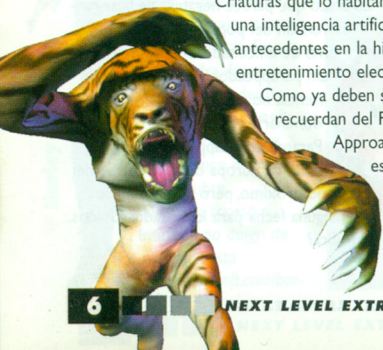 Criaturas que lo habitan
una inteligencia artific
antecedentes en la hi
entretenimiento elec
Como ya deben s
recuerdan del F
Approa
es
6
NEXT LEVEL EXTR